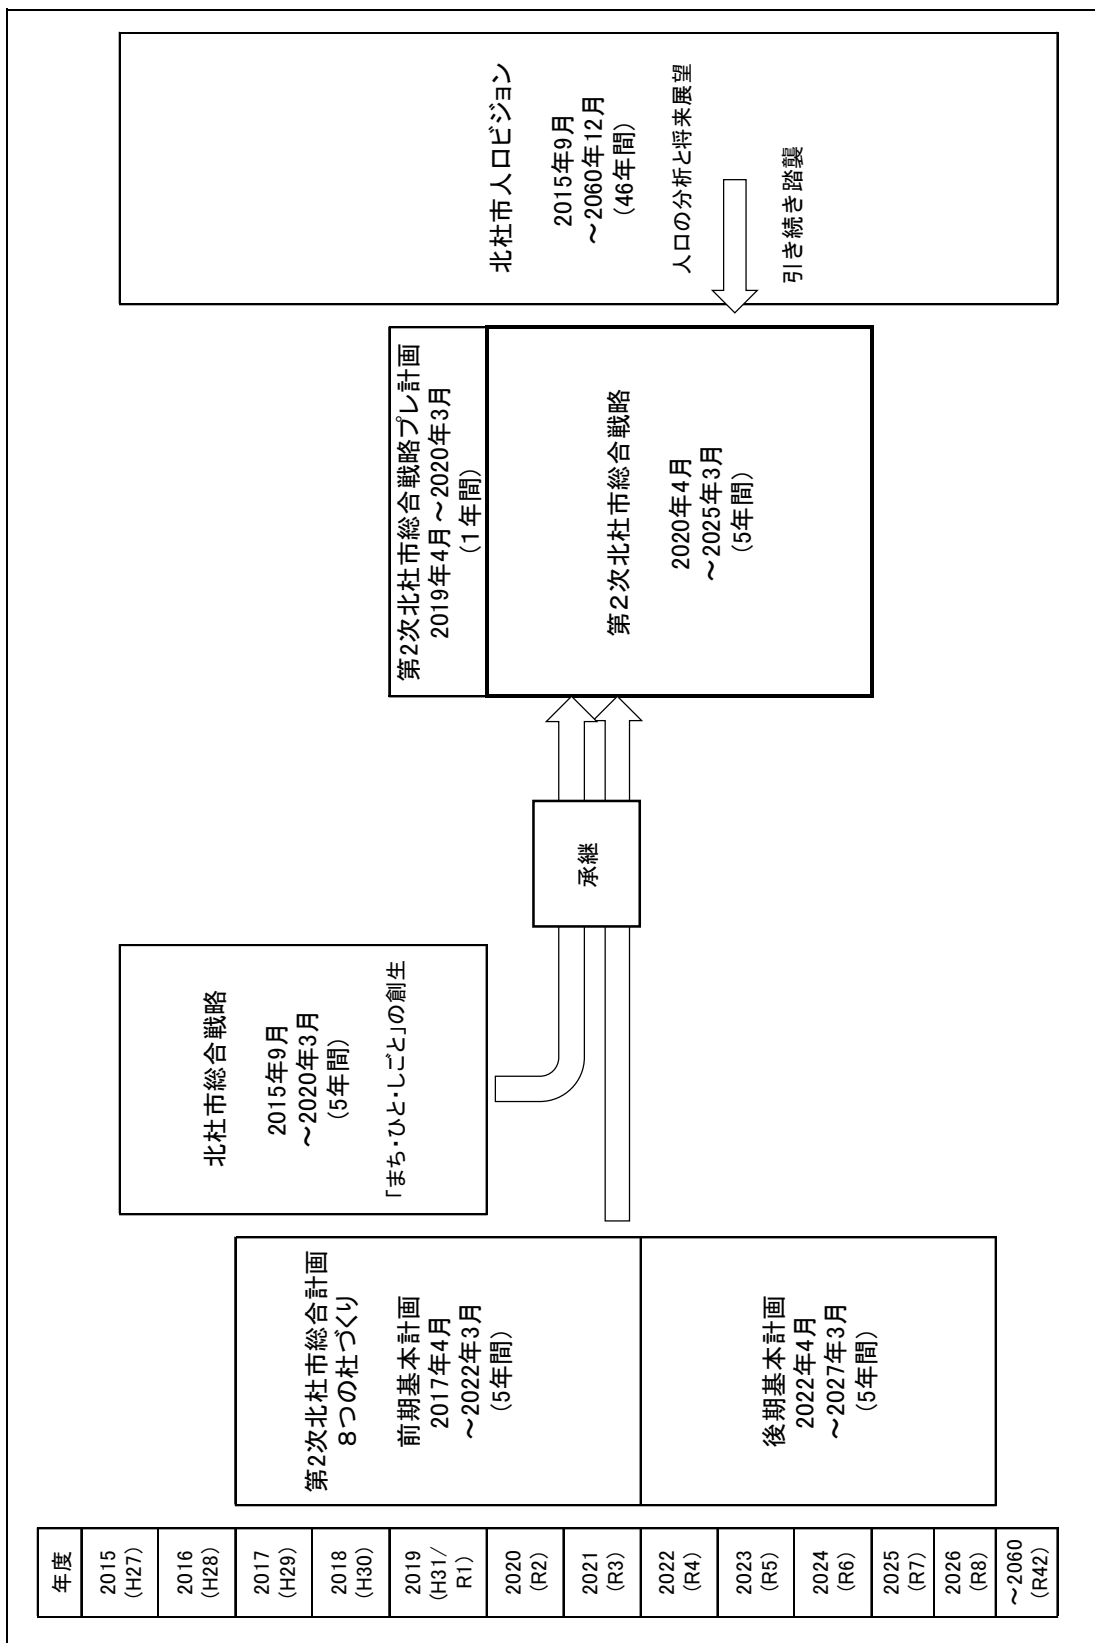 年度
2015
(H27)
2016
(H28)
2017
(H29)
2018
(H30)
2019
(H31/
R1)
2020
(R2)
2021
(R3)
2022
(R4)
2023
(R5)
2024
(R6)
2025
(R7)
2026
(R8)
～2060
(R42)
第2次北杜市総合計画
8つの杜づくり
前期基本計画
2017年4月
～2022年3月
(5年間)
後期基本計画
2022年4月
～2027年3月
(5年間)
北杜市総合戦略
2015年9月
～2020年3月
(5年間)
「まち・ひと・しごと」の創生
承継
第2次北杜市総合戦略プレ計画
2019年4月～2020年3月
(1年間)
第2次北杜市総合戦略
2020年4月
～2025年3月
(5年間)
北杜市人口ビジョン
2015年9月
～2060年12月
(46年間)
人口の分析と将来展望
引き続き踏襲